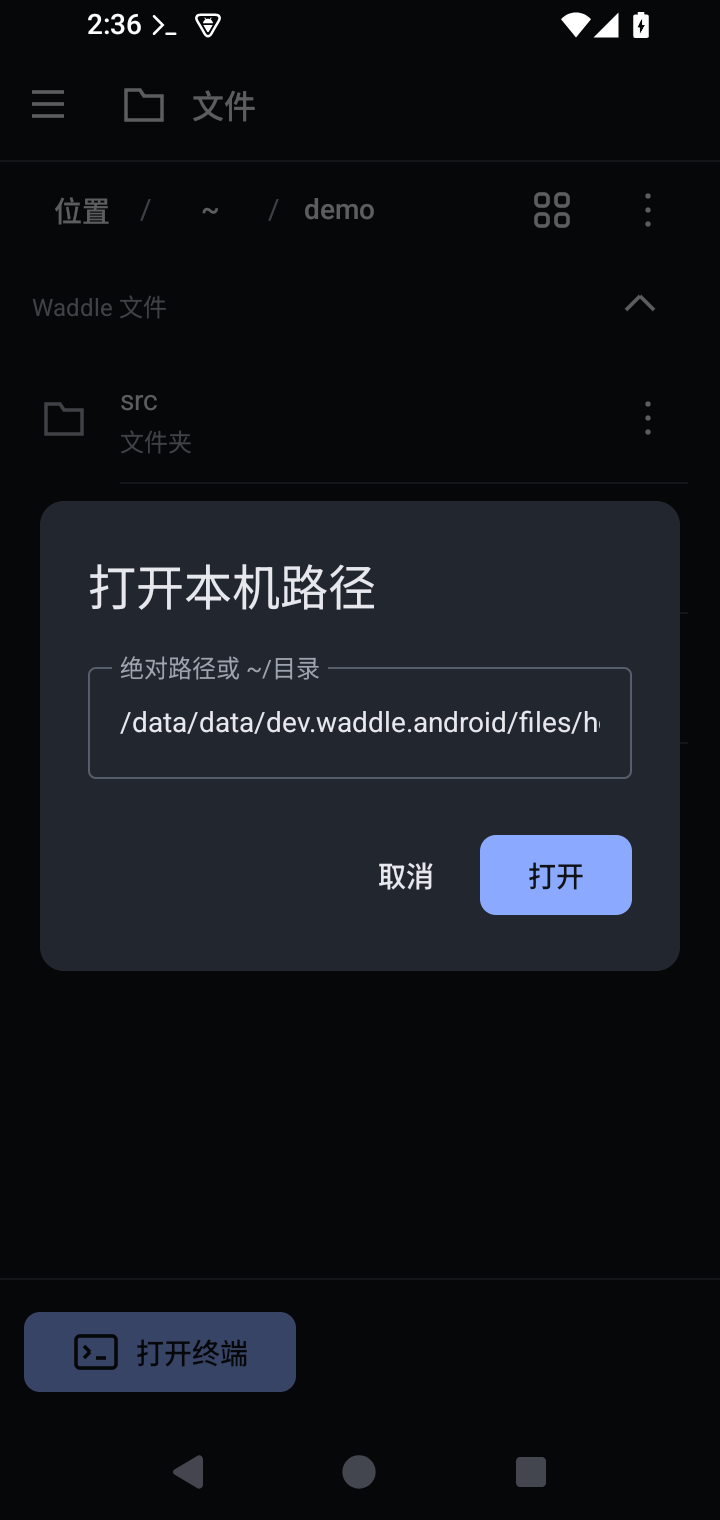 2:36
文件
位置 / ~ / demo
Waddle 文件
src
文件夹
打开本机路径
绝对路径或 ~/目录
/data/data/dev.waddle.android/files/h
取消
打开
打开终端